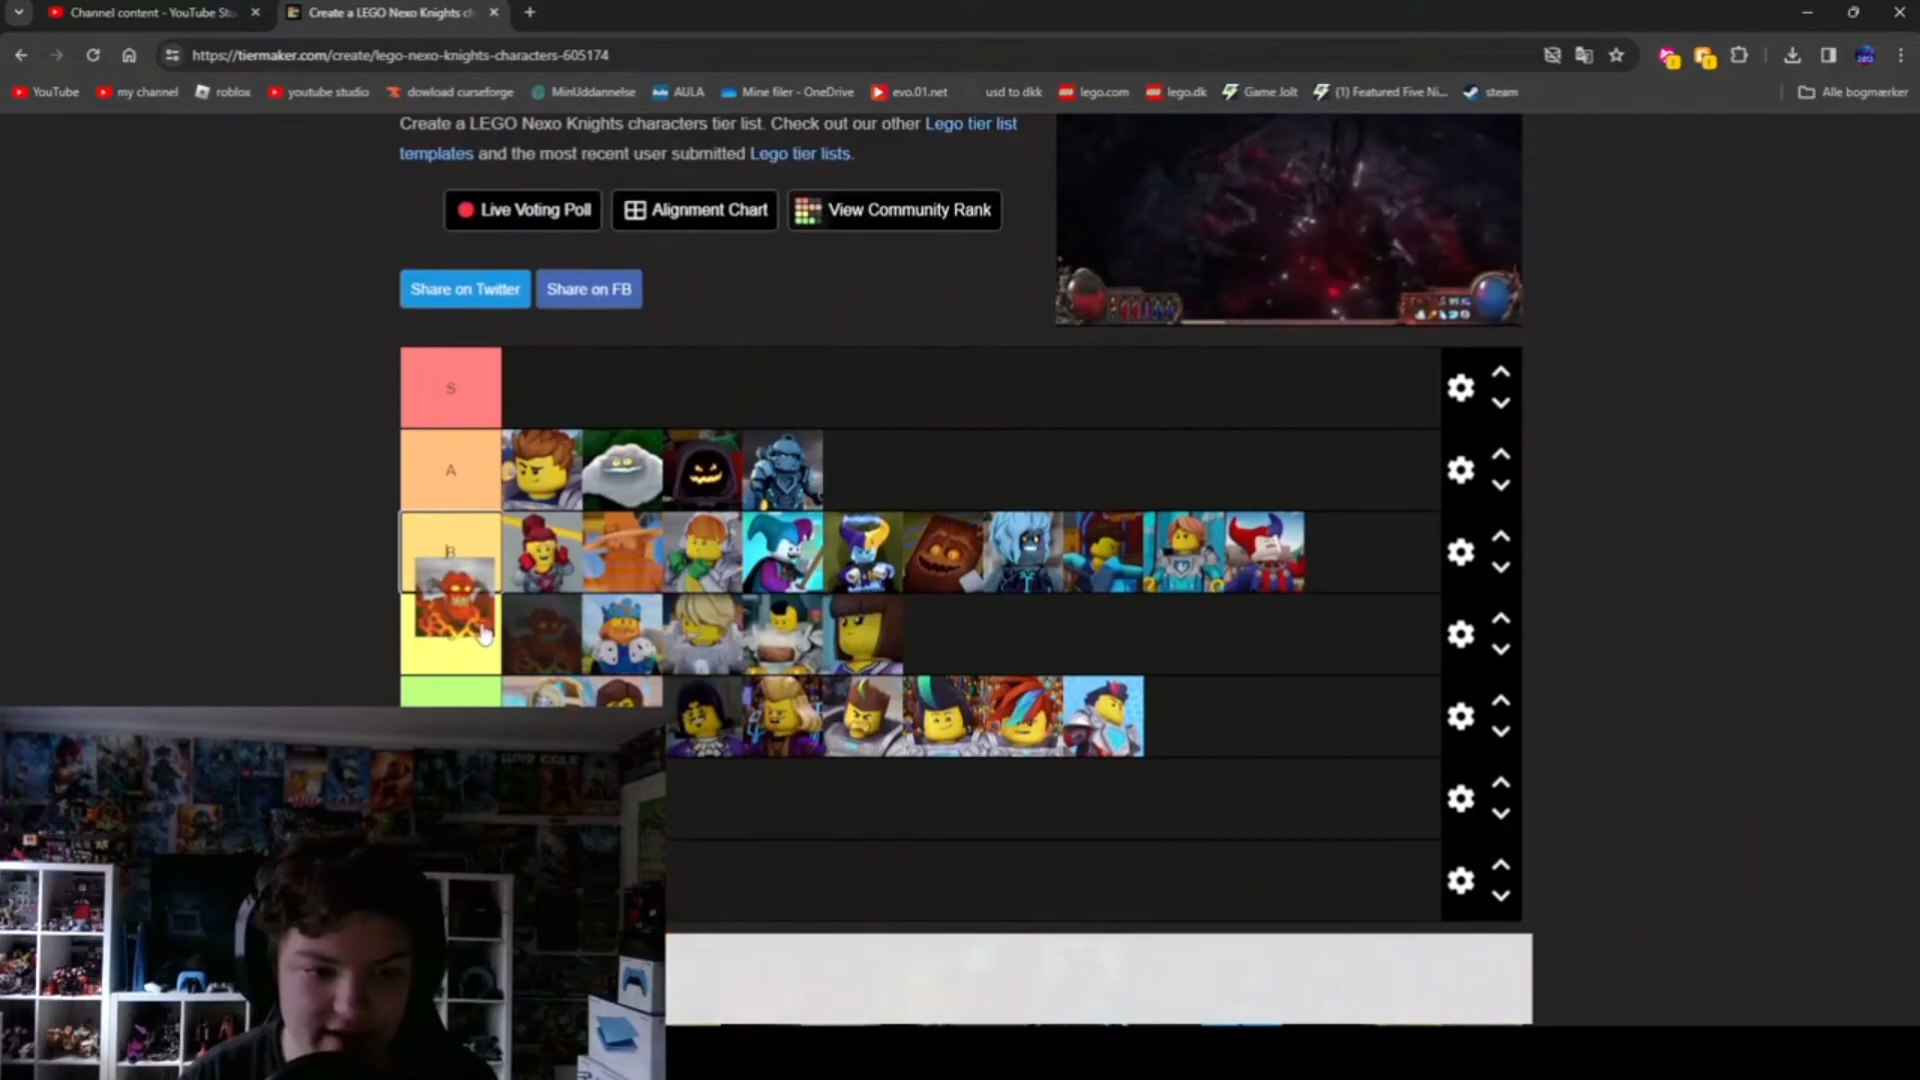 Channel content - YouTube Stu
Create a LEGO Nexo Knights ch
https://tiermaker.com/create/lego-nexo-knights-characters-605174
YouTube my channel roblox youtube studio dowload curseforge MinUddannelse AULA Mine filer - OneDrive evo.01.net usd to dkk lego.com lego.dk Game Jolt (1) Featured Five Ni... steam Alle bogmærker
Create a LEGO Nexo Knights characters tier list. Check out our other Lego tier list
templates and the most recent user submitted Lego tier lists.
Live Voting Poll Alignment Chart View Community Rank
Share on Twitter Share on FB
S
A
B